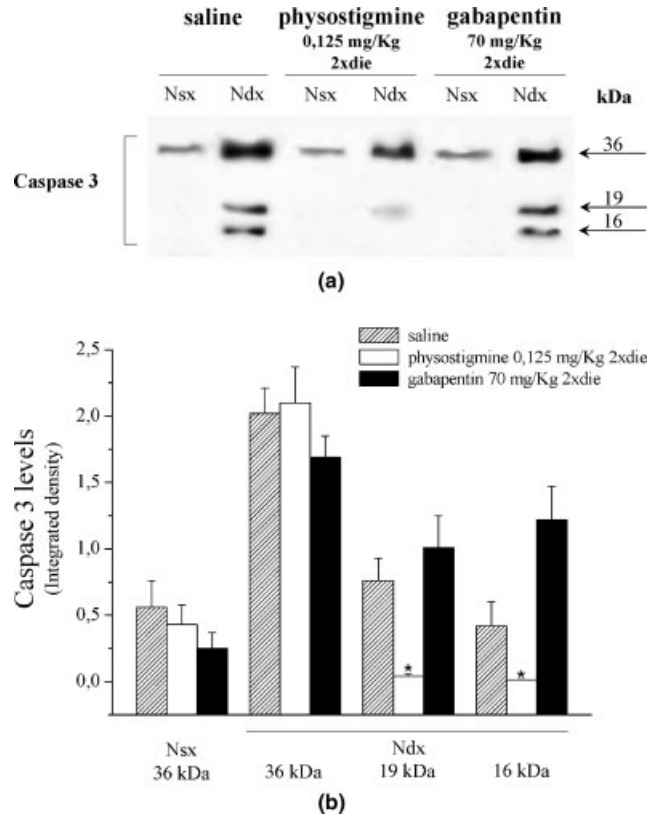 saline physostigmine gabapentin
0,125 mg/Kg 70 mg/Kg
2xdie 2xdie
Nsx Ndx Nsx Ndx Nsx Ndx kDa
36
Caspase 3
19
16
(a)
saline
physostigmine 0,125 mg/Kg 2xdie
gabapentin 70 mg/Kg 2xdie
Caspase 3 levels
(Integrated density)
2,5
2,0
1,5
1,0
0,5
0,0
* *
Nsx Ndx
36 kDa 36 kDa 19 kDa 16 kDa
(b)